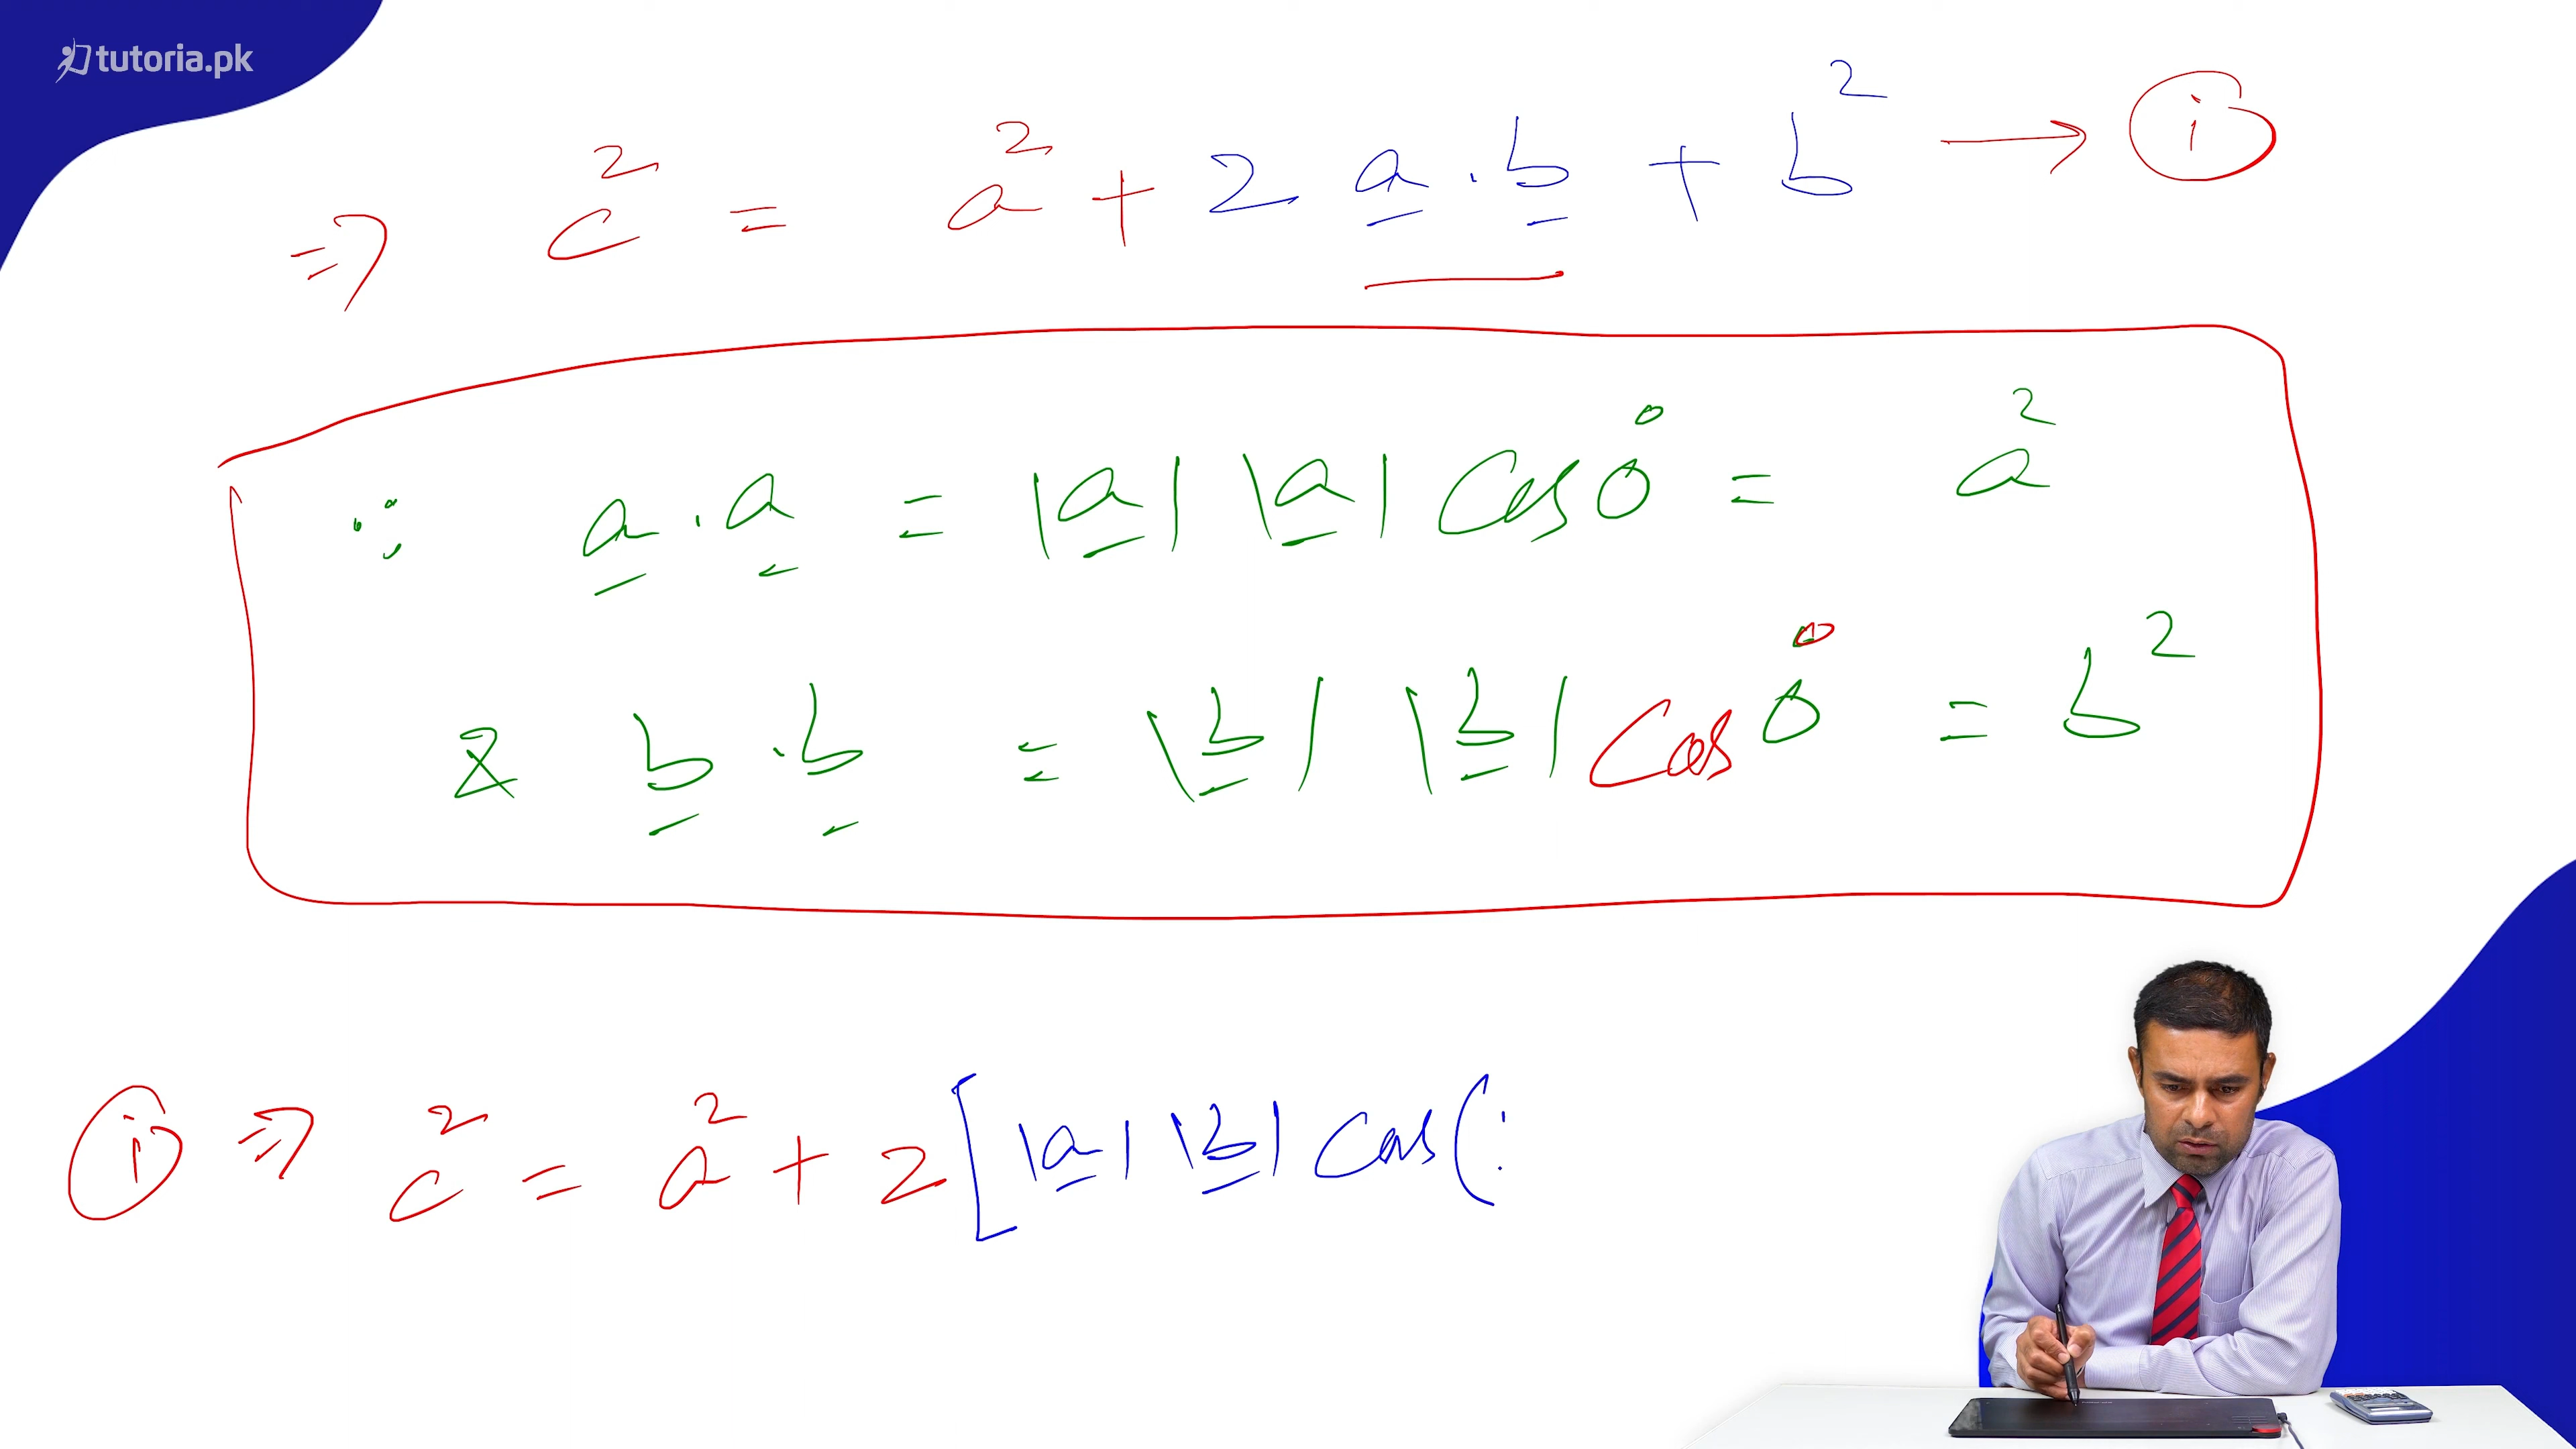 tutoria.pk
⇒ c² = a² + 2 a̲ . b̲ + b² → (i)
∵ a̲ . a̲ = |a̲| |a̲| Cos 0° = a²
& b̲ . b̲ = |b̲| |b̲| Cos 0° = b²
(i) ⇒ c² = a² + 2 [ |a̲| |b̲| Cos (